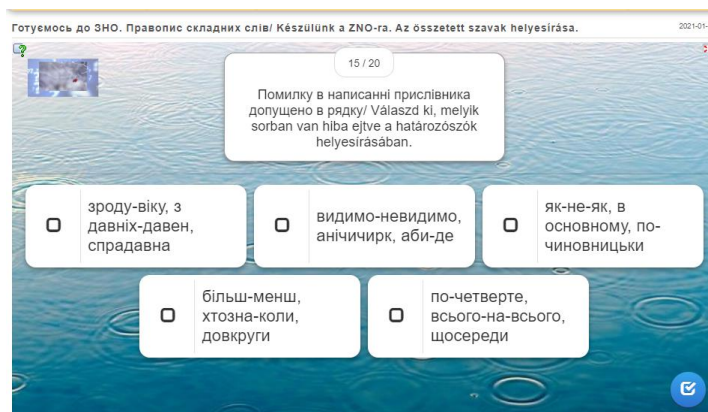 Готуємось до ЗНО. Правопис складних слів/ Készülünk a ZNO-ra. Az összetett szavak helyesírása.
2021-01-
15 / 20
Помилку в написанні прислівника
допущено в рядку/ Válaszd ki, melyik
sorban van hiba ejtve a határozószók
helyesírásában.
зроду-віку, з
давніх-давен,
спрадавна
видимо-невидимо,
анічичирк, аби-де
як-не-як, в
основному, по-
чиновницьки
більш-менш,
хтозна-коли,
довкруги
по-четверте,
всього-на-всього,
щосереди